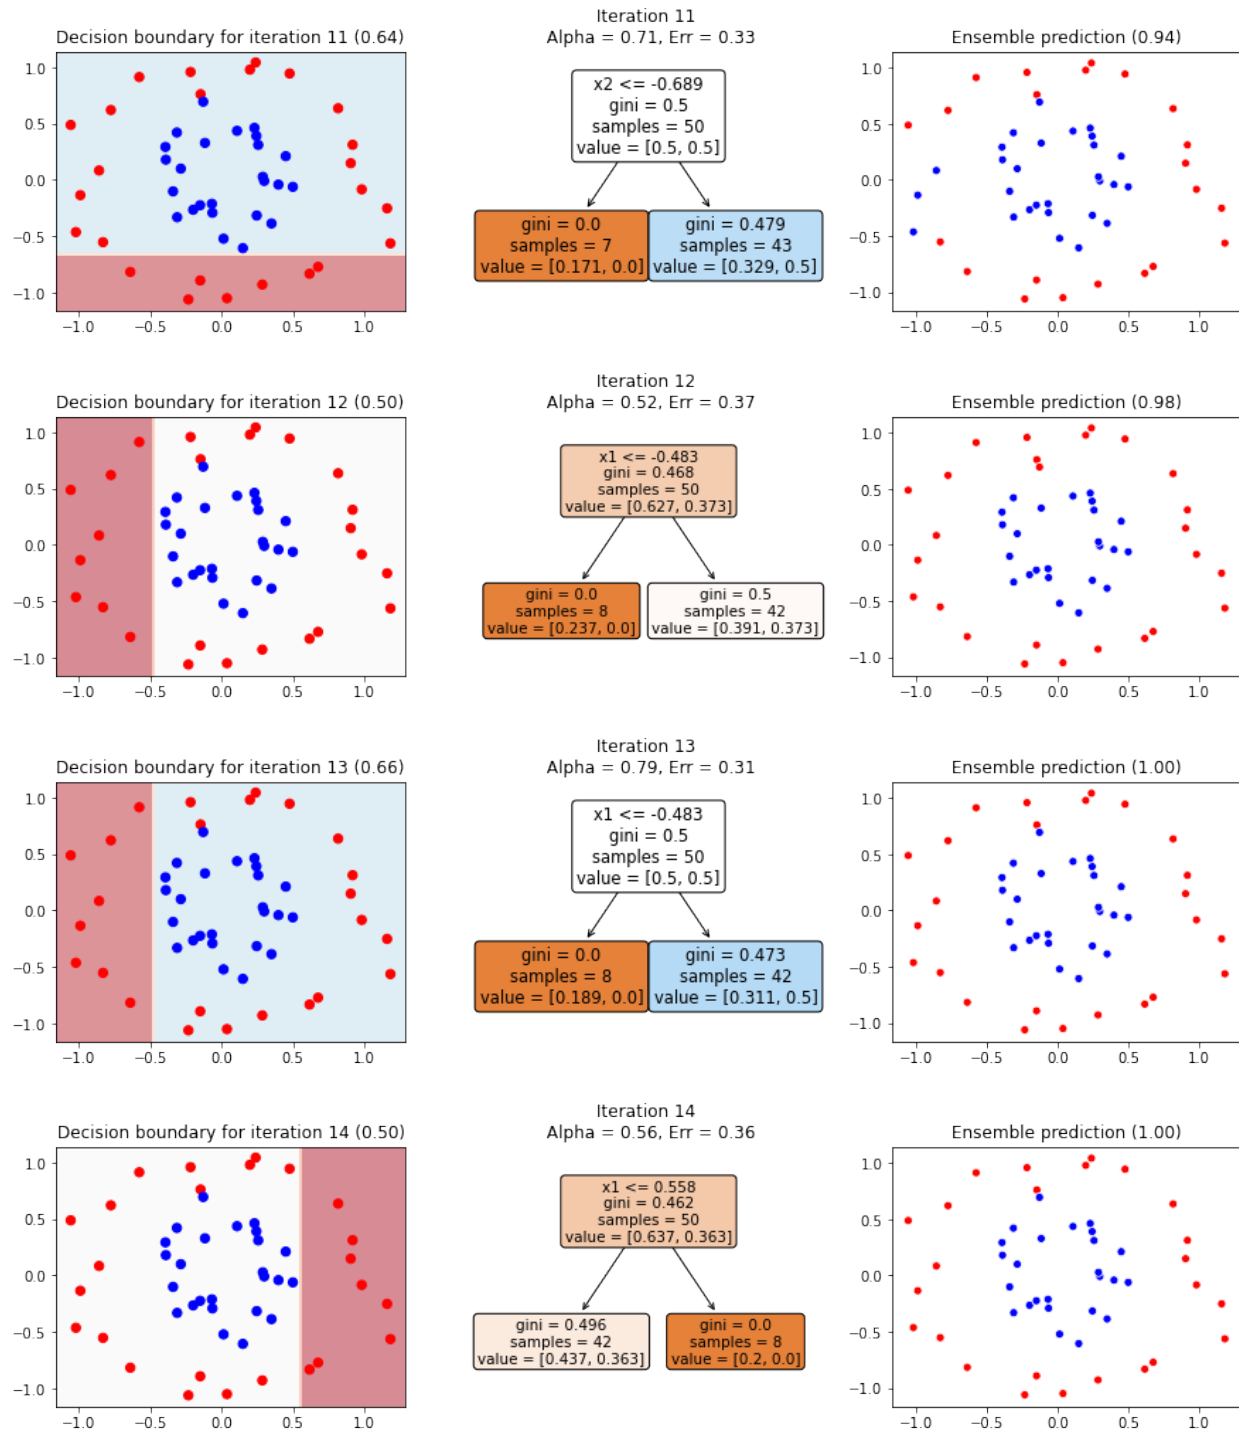 Decision boundary for iteration 11 (0.64)
1.0
0.5
0.0
−0.5
−1.0
−1.0
−0.5
0.0
0.5
1.0
Iteration 11
Alpha = 0.71, Err = 0.33
x2 <= -0.689
gini = 0.5
samples = 50
value = [0.5, 0.5]
gini = 0.0
samples = 7
value = [0.171, 0.0]
gini = 0.479
samples = 43
value = [0.329, 0.5]
Ensemble prediction (0.94)
1.0
0.5
0.0
−0.5
−1.0
−1.0
−0.5
0.0
0.5
1.0
Decision boundary for iteration 12 (0.50)
1.0
0.5
0.0
−0.5
−1.0
−1.0
−0.5
0.0
0.5
1.0
Iteration 12
Alpha = 0.52, Err = 0.37
x1 <= -0.483
gini = 0.468
samples = 50
value = [0.627, 0.373]
gini = 0.0
samples = 8
value = [0.237, 0.0]
gini = 0.5
samples = 42
value = [0.391, 0.373]
Ensemble prediction (0.98)
1.0
0.5
0.0
−0.5
−1.0
−1.0
−0.5
0.0
0.5
1.0
Decision boundary for iteration 13 (0.66)
1.0
0.5
0.0
−0.5
−1.0
−1.0
−0.5
0.0
0.5
1.0
Iteration 13
Alpha = 0.79, Err = 0.31
x1 <= -0.483
gini = 0.5
samples = 50
value = [0.5, 0.5]
gini = 0.0
samples = 8
value = [0.189, 0.0]
gini = 0.473
samples = 42
value = [0.311, 0.5]
Ensemble prediction (1.00)
1.0
0.5
0.0
−0.5
−1.0
−1.0
−0.5
0.0
0.5
1.0
Decision boundary for iteration 14 (0.50)
1.0
0.5
0.0
−0.5
−1.0
−1.0
−0.5
0.0
0.5
1.0
Iteration 14
Alpha = 0.56, Err = 0.36
x1 <= 0.558
gini = 0.462
samples = 50
value = [0.637, 0.363]
gini = 0.496
samples = 42
value = [0.437, 0.363]
gini = 0.0
samples = 8
value = [0.2, 0.0]
Ensemble prediction (1.00)
1.0
0.5
0.0
−0.5
−1.0
−1.0
−0.5
0.0
0.5
1.0